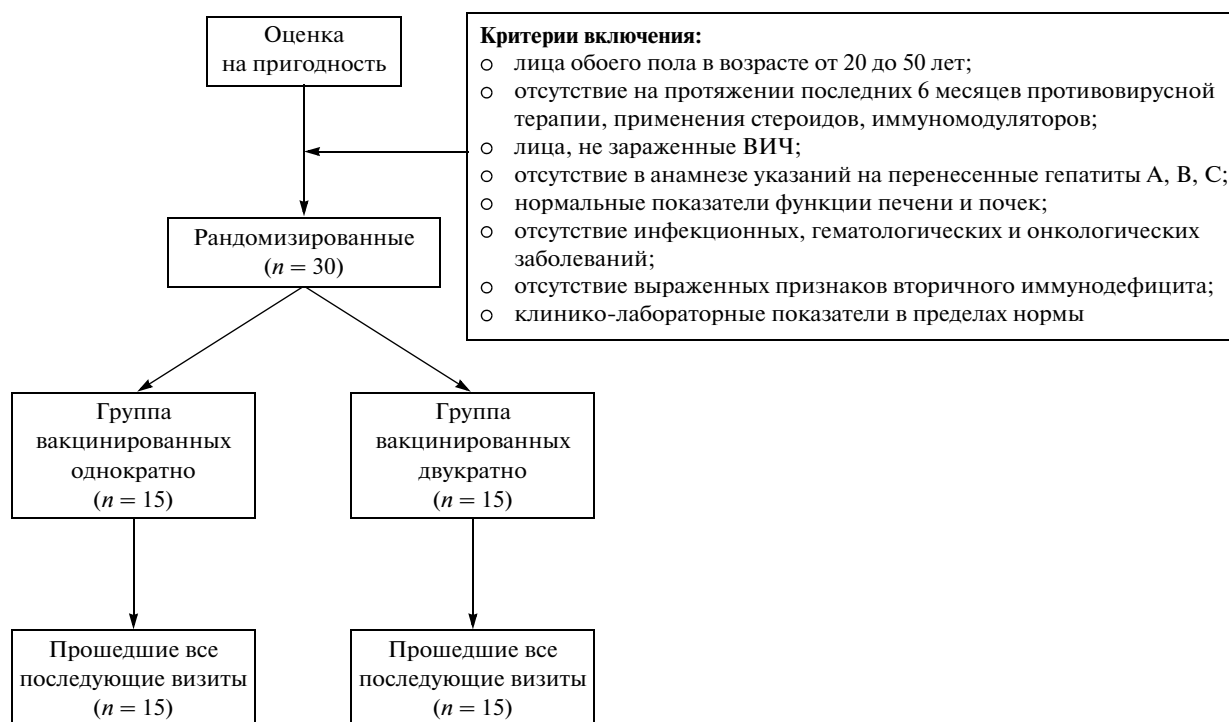 Оценка
на пригодность
Критерии включения:
○ лица обоего пола в возрасте от 20 до 50 лет;
○ отсутствие на протяжении последних 6 месяцев противовирусной
терапии, применения стероидов, иммуномодуляторов;
○ лица, не зараженные ВИЧ;
○ отсутствие в анамнезе указаний на перенесенные гепатиты А, В, С;
○ нормальные показатели функции печени и почек;
○ отсутствие инфекционных, гематологических и онкологических
заболеваний;
○ отсутствие выраженных признаков вторичного иммунодефицита;
○ клинико-лабораторные показатели в пределах нормы
Рандомизированные
(n = 30)
Группа
вакцинированных
однократно
(n = 15)
Группа
вакцинированных
двукратно
(n = 15)
Прошедшие все
последующие визиты
(n = 15)
Прошедшие все
последующие визиты
(n = 15)